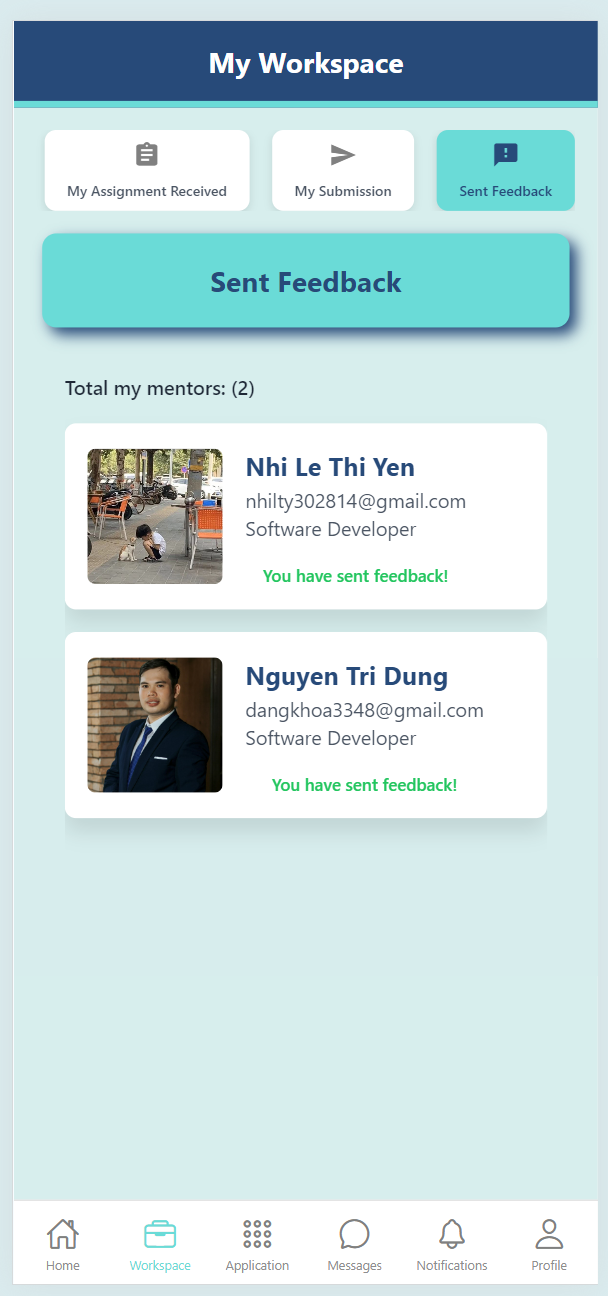 My Workspace
My Assignment Received
My Submission
Sent Feedback
Sent Feedback
Total my mentors: (2)
Nhi Le Thi Yen
nhilty302814@gmail.com
Software Developer
You have sent feedback!
Nguyen Tri Dung
dangkhoa3348@gmail.com
Software Developer
You have sent feedback!
Home
Workspace
Application
Messages
Notifications
Profile